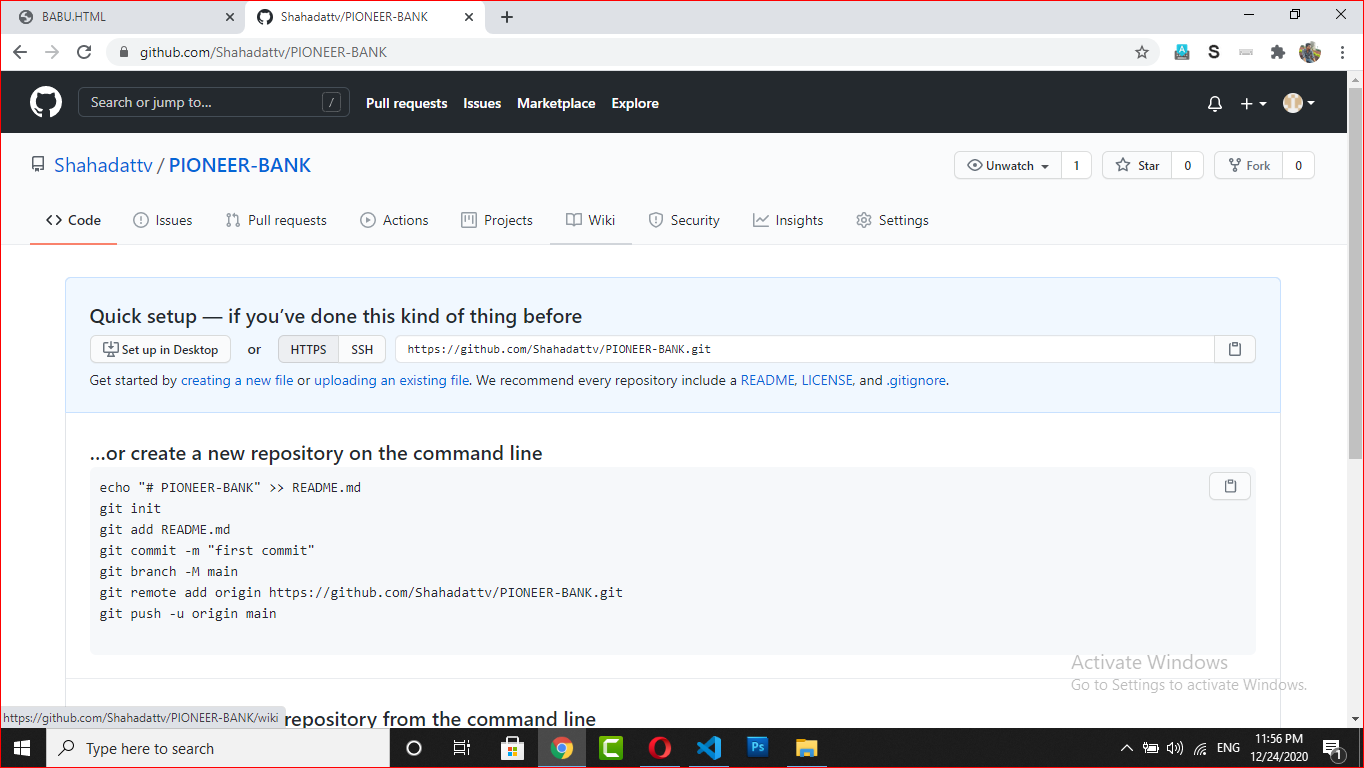 BABU.HTML
Shahadattv/PIONEER-BANK
github.com/Shahadattv/PIONEER-BANK
S
Search or jump to...
/
Pull requests Issues Marketplace Explore
Shahadattv / PIONEER-BANK
Unwatch 1 Star 0 Fork 0
Code Issues Pull requests Actions Projects Wiki Security Insights Settings
Quick setup — if you’ve done this kind of thing before
Set up in Desktop or HTTPS SSH https://github.com/Shahadattv/PIONEER-BANK.git
Get started by creating a new file or uploading an existing file. We recommend every repository include a README, LICENSE, and .gitignore.
…or create a new repository on the command line
echo "# PIONEER-BANK" >> README.md
git init
git add README.md
git commit -m "first commit"
git branch -M main
git remote add origin https://github.com/Shahadattv/PIONEER-BANK.git
git push -u origin main
Activate Windows
Go to Settings to activate Windows.
repository from the command line
https://github.com/Shahadattv/PIONEER-BANK/wiki
Type here to search
Ps
ENG
11:56 PM
12/24/2020
1